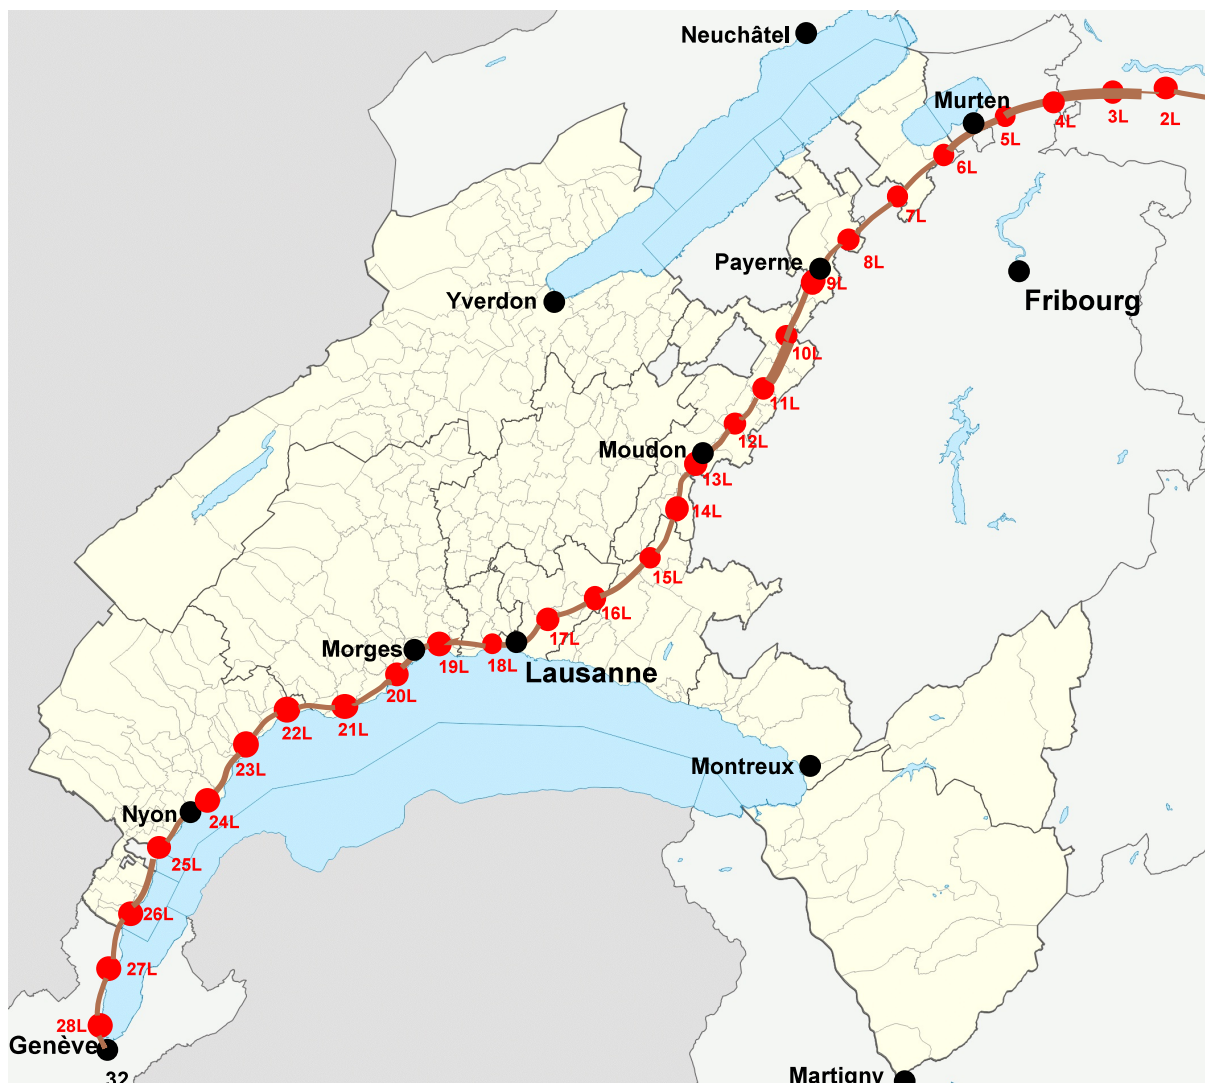 Neuchâtel
Murten
5L
4L
3L
2L
6L
7L
Payerne
8L
9L
Fribourg
Yverdon
10L
11L
12L
Moudon
13L
14L
15L
16L
17L
Morges
19L
18L
Lausanne
20L
22L
21L
23L
Montreux
Nyon
24L
25L
26L
27L
28L
Genève
32
Martigny